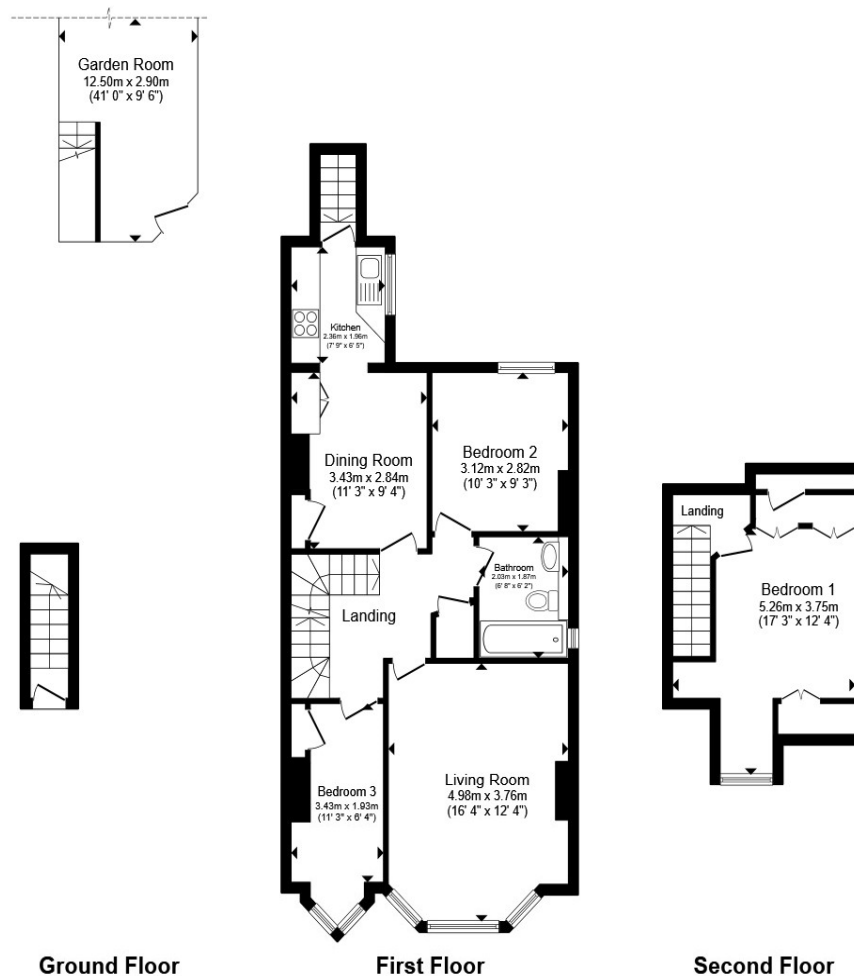 Garden Room
12.50m x 2.90m
(41' 0" x 9' 6")
Kitchen
2.36m x 1.96m
(7' 9" x 6' 5")
Dining Room
3.43m x 2.84m
(11' 3" x 9' 4")
Bedroom 2
3.12m x 2.82m
(10' 3" x 9' 3")
Bathroom
2.03m x 1.87m
(6' 8" x 6' 2")
Landing
Living Room
4.98m x 3.76m
(16' 4" x 12' 4")
Bedroom 3
3.43m x 1.93m
(11' 3" x 6' 4")
Landing
Bedroom 1
5.26m x 3.75m
(17' 3" x 12' 4")
Ground Floor
First Floor
Second Floor